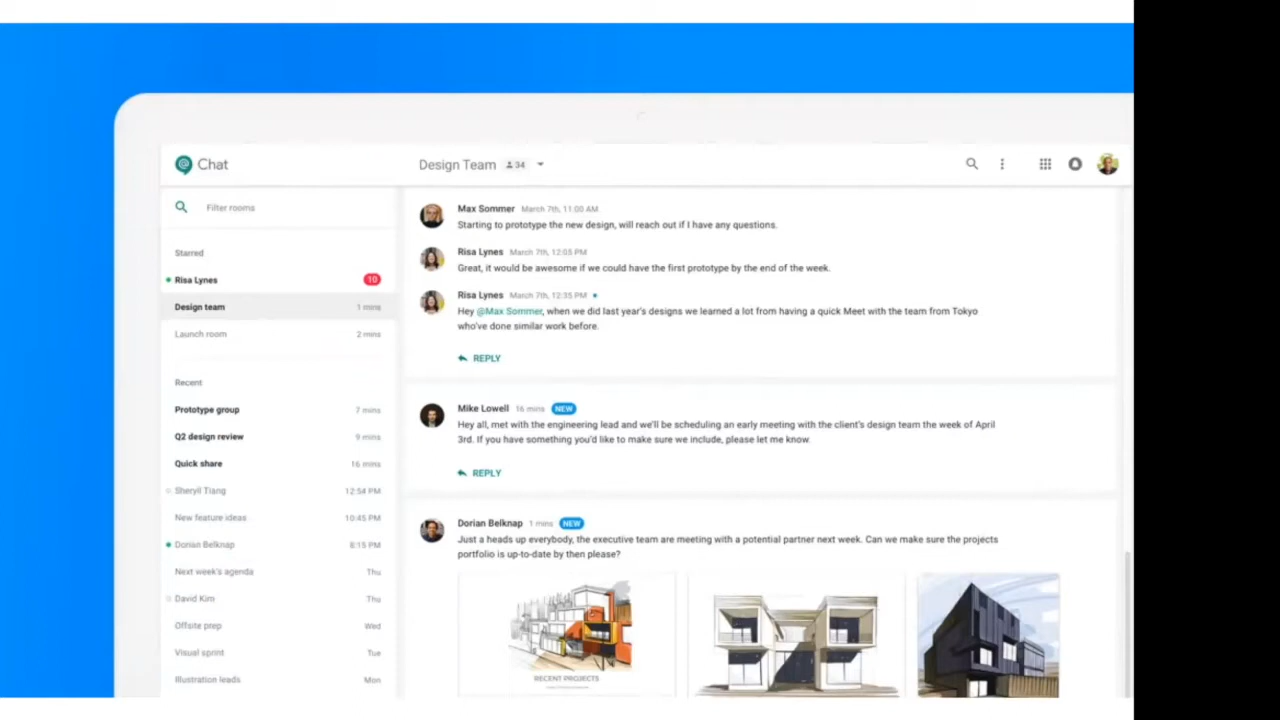 Chat
Design Team 34
Filter rooms
Starred
Risa Lynes 10
Design team 1 mins
Launch room 2 mins
Recent
Prototype group 7 mins
Q2 design review 9 mins
Quick share 16 mins
Sheryll Tiang 12:54 PM
New feature ideas 10:45 PM
Dorian Belknap 8:15 PM
Next week's agenda Thu
David Kim Thu
Offsite prep Wed
Visual sprint Tue
Illustration leads Mon
Max Sommer March 7th, 11:00 AM
Starting to prototype the new design, will reach out if I have any questions.
Risa Lynes March 7th, 12:05 PM
Great, it would be awesome if we could have the first prototype by the end of the week.
Risa Lynes March 7th, 12:35 PM
Hey @Max Sommer, when we did last year's designs we learned a lot from having a quick Meet with the team from Tokyo
who've done similar work before.
REPLY
Mike Lowell 16 mins NEW
Hey all, met with the engineering lead and we'll be scheduling an early meeting with the client's design team the week of April
3rd. If you have something you'd like to make sure we include, please let me know.
REPLY
Dorian Belknap 1 mins NEW
Just a heads up everybody, the executive team are meeting with a potential partner next week. Can we make sure the projects
portfolio is up-to-date by then please?
RECENT PROJECTS